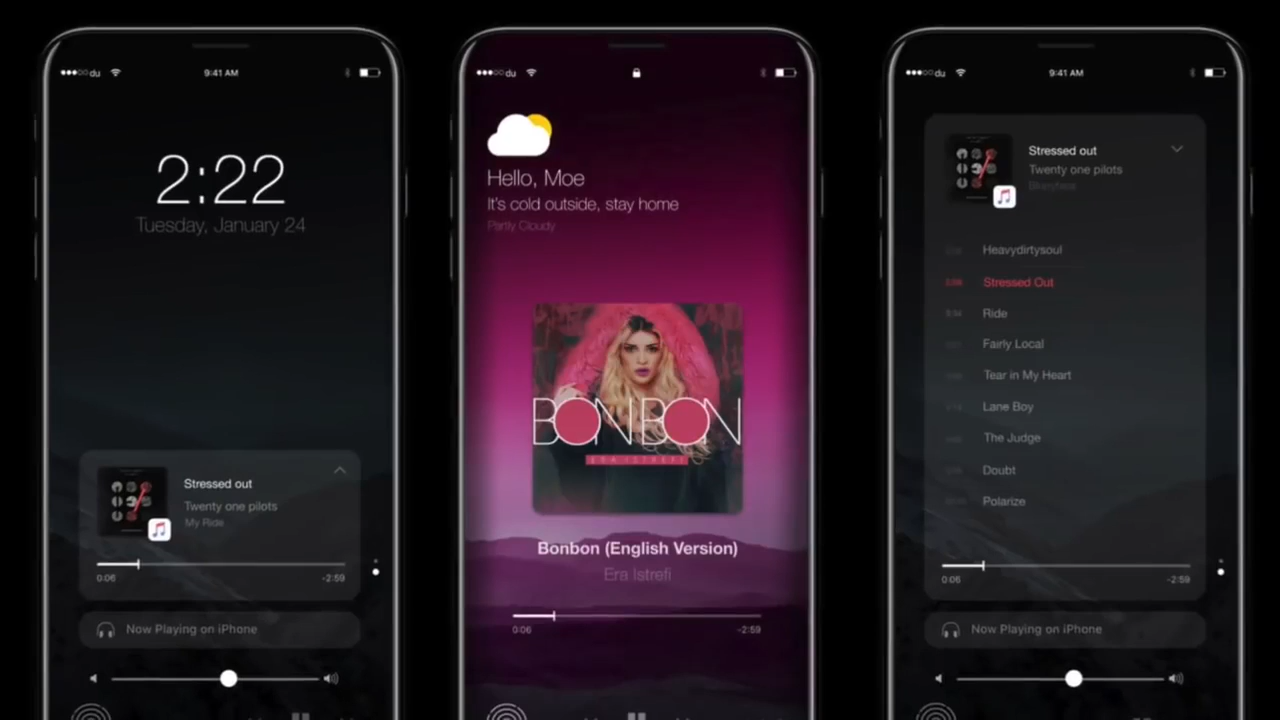 du
9:41 AM
2:22
Tuesday, January 24
Stressed out
Twenty one pilots
My Ride
0:06
-2:59
Now Playing on iPhone
du
Hello, Moe
It's cold outside, stay home
Partly Cloudy
BONBON
ERA ISTREFI
Bonbon (English Version)
Era Istrefi
0:06
-2:59
du
9:41 AM
Stressed out
Twenty one pilots
Blurryface
Heavydirtysoul
Stressed Out
Ride
Fairly Local
Tear in My Heart
Lane Boy
The Judge
Doubt
Polarize
0:06
-2:59
Now Playing on iPhone